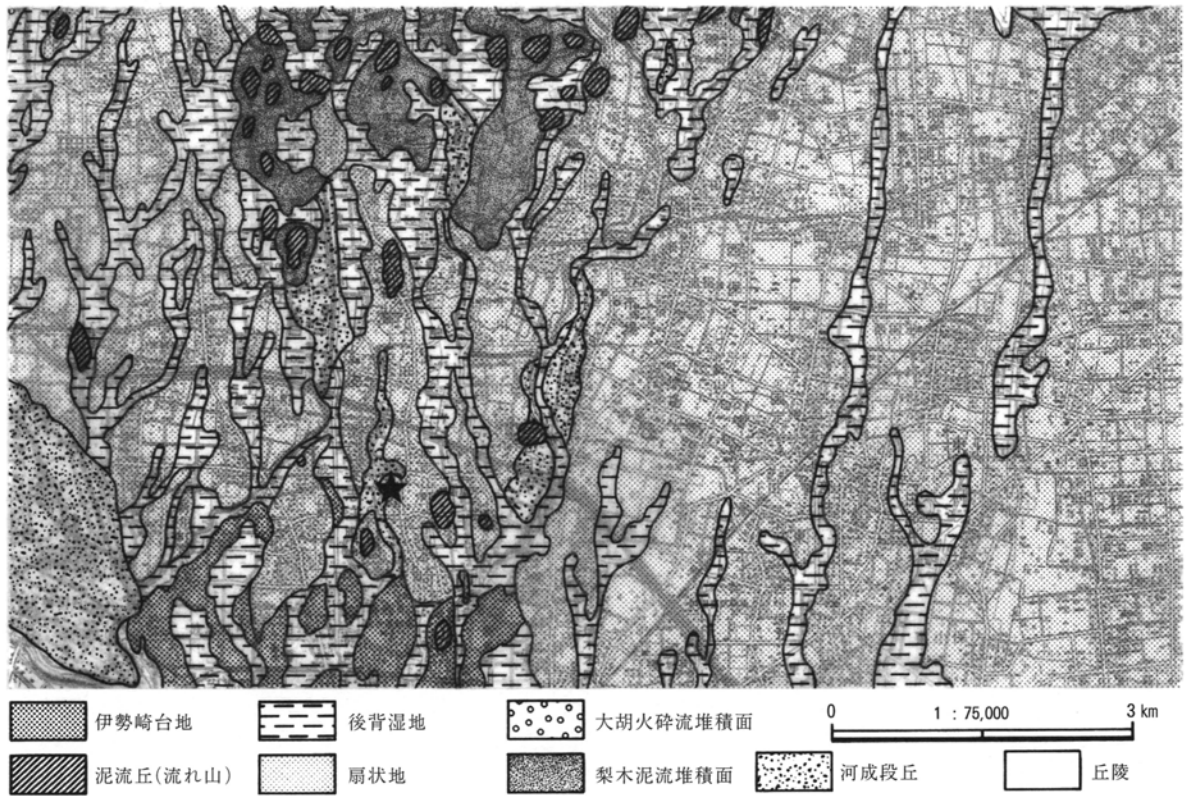 伊勢崎台地
後背湿地
大胡火砕流堆積面
0 1 : 75,000 3 km
泥流丘(流れ山)
扇状地
梨木泥流堆積面
河成段丘
丘陵